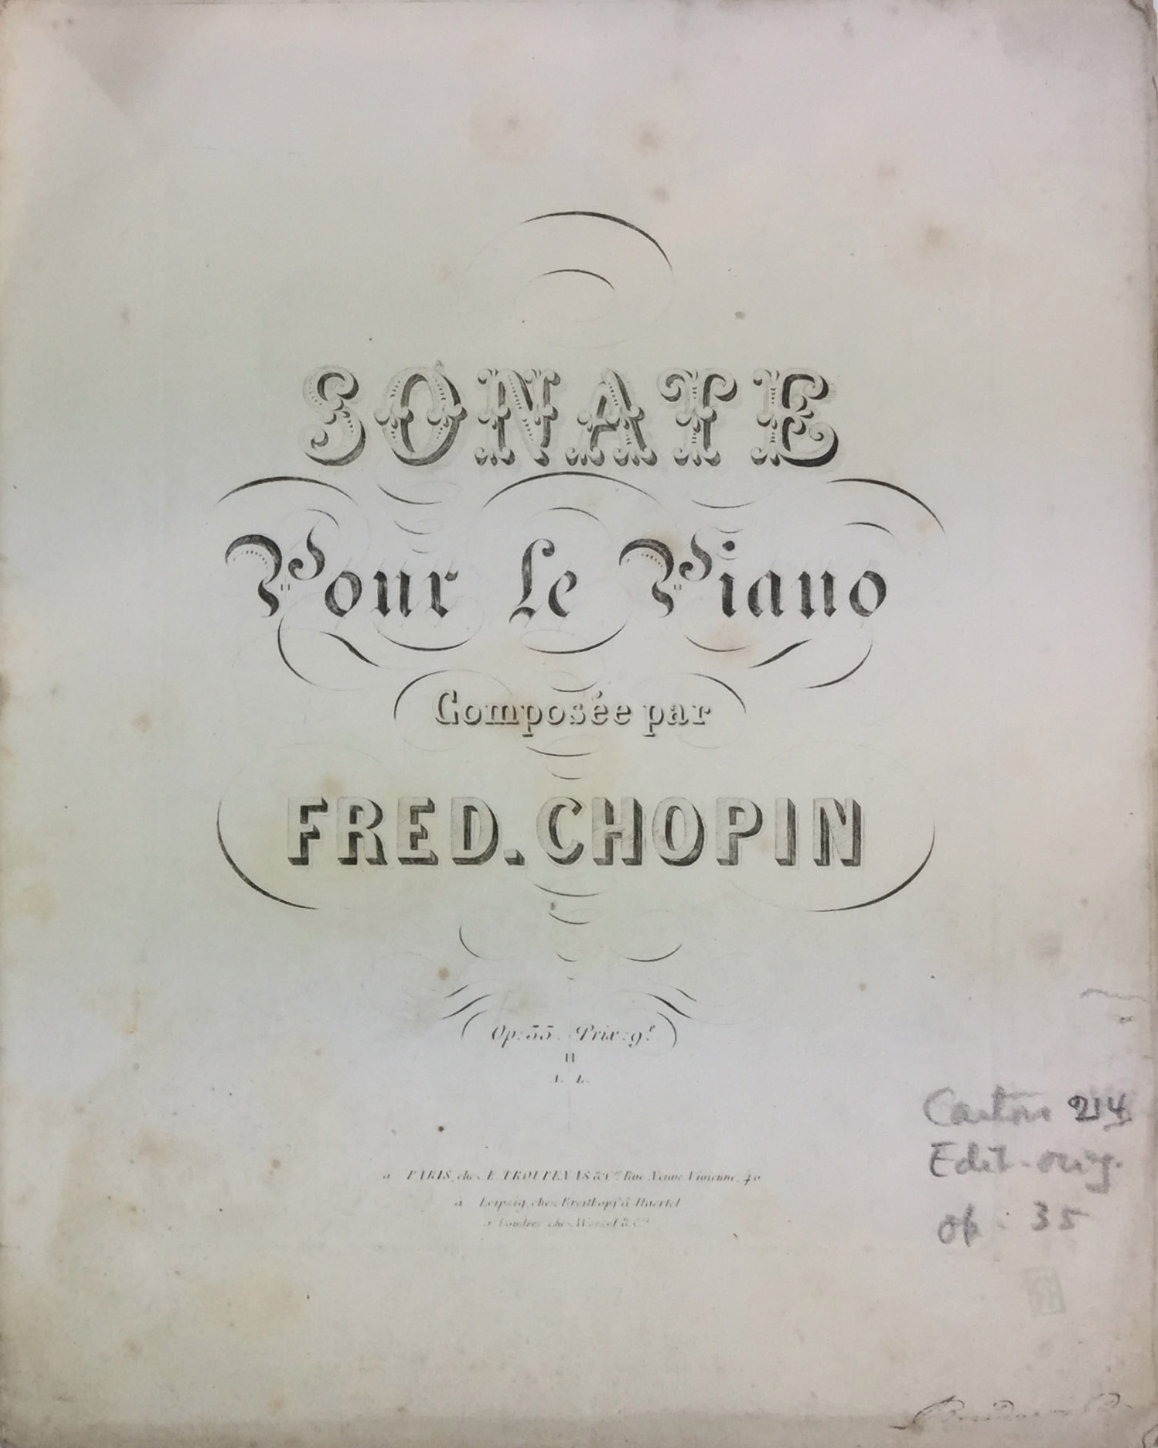 SONATE
Pour Le Piano
Composée par
FRED. CHOPIN
Op: 35. Prix: 9f
H
A. L.
à PARIS, chez E. TROUPENAS & Cie Rue Neuve Vivienne, 40
à Leipzig, chez Breitkopf & Haertel
à Londres chez Wessel & Co
Carton 214
Edit. orig.
op: 35